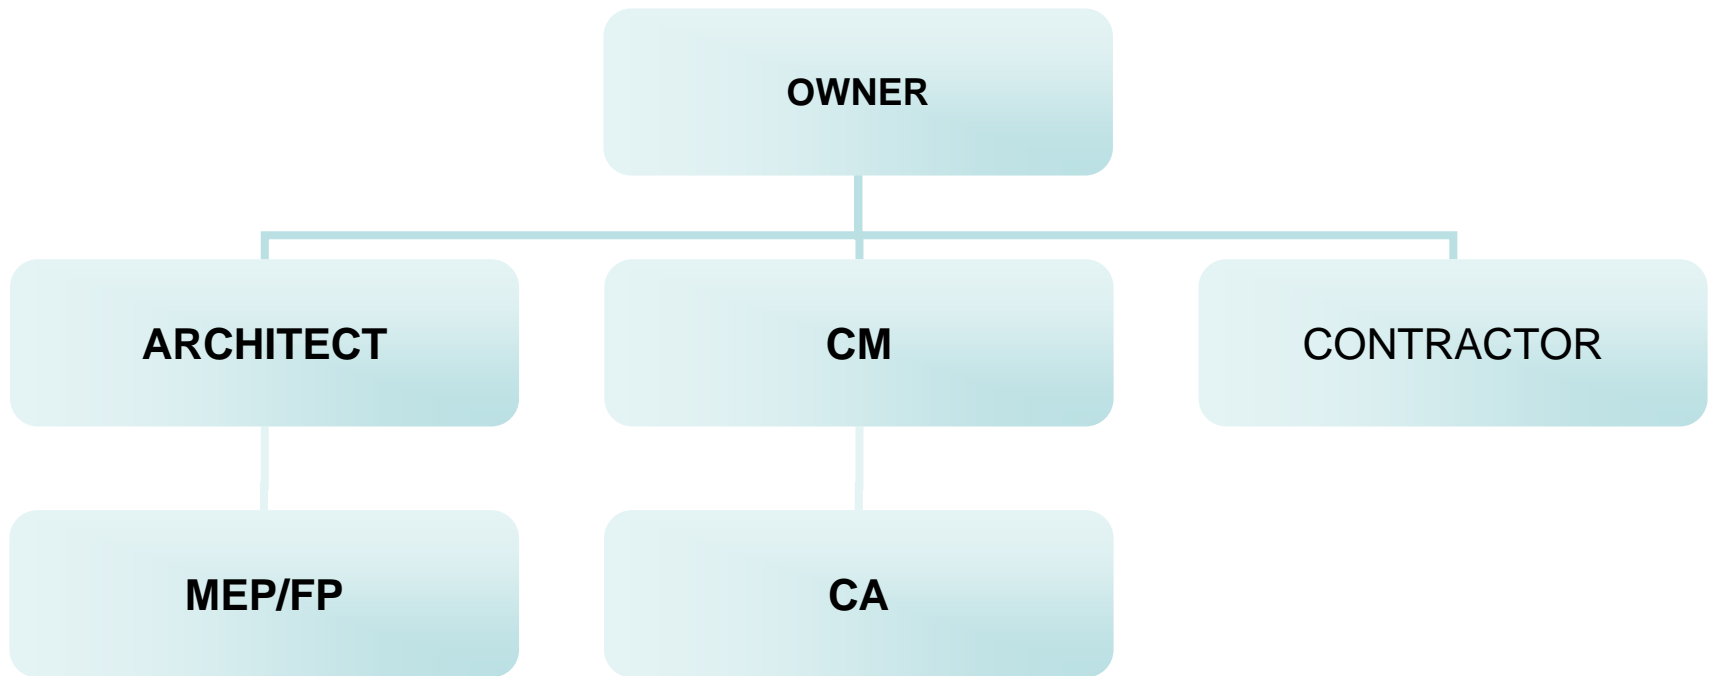 OWNER
ARCHITECT
CM
CONTRACTOR
MEP/FP
CA